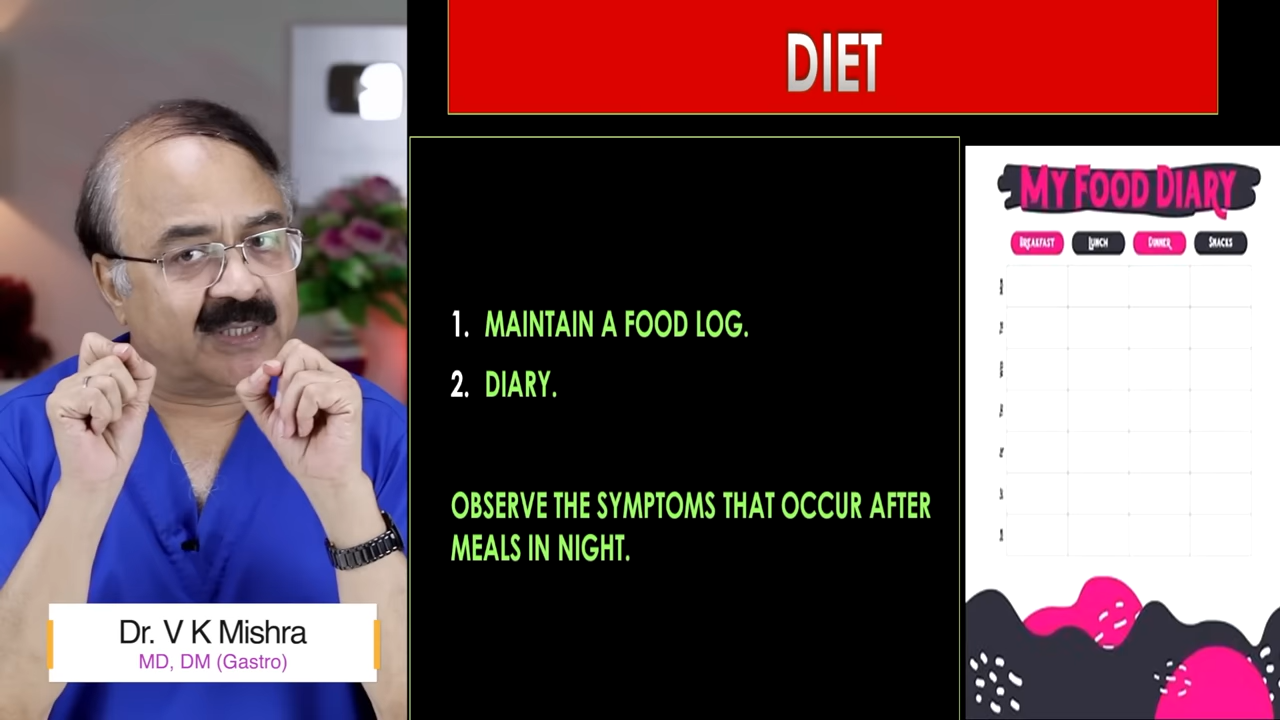 DIET
1. MAINTAIN A FOOD LOG.
2. DIARY.
OBSERVE THE SYMPTOMS THAT OCCUR AFTER
MEALS IN NIGHT.
MY FOOD DIARY
BREAKFAST LUNCH DINNER SNACKS
Dr. V K Mishra
MD, DM (Gastro)